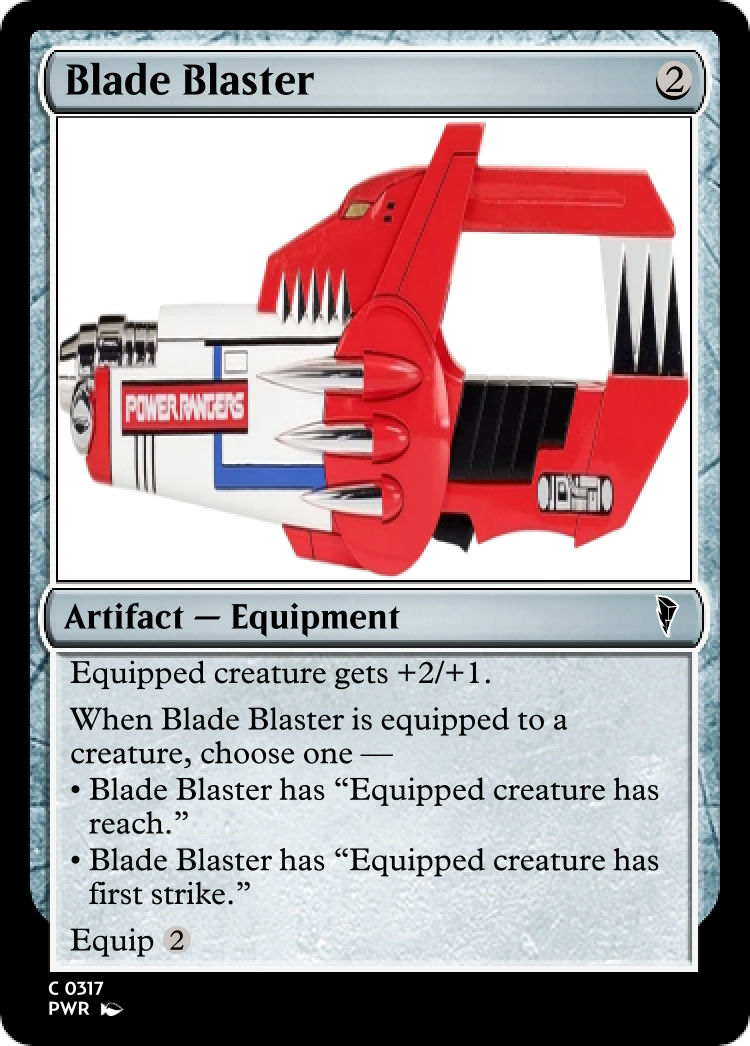 Blade Blaster 2
POWER RANGERS
Artifact — Equipment
Equipped creature gets +2/+1.
When Blade Blaster is equipped to a
creature, choose one —
• Blade Blaster has “Equipped creature has
reach.”
• Blade Blaster has “Equipped creature has
first strike.”
Equip 2
C 0317
PWR